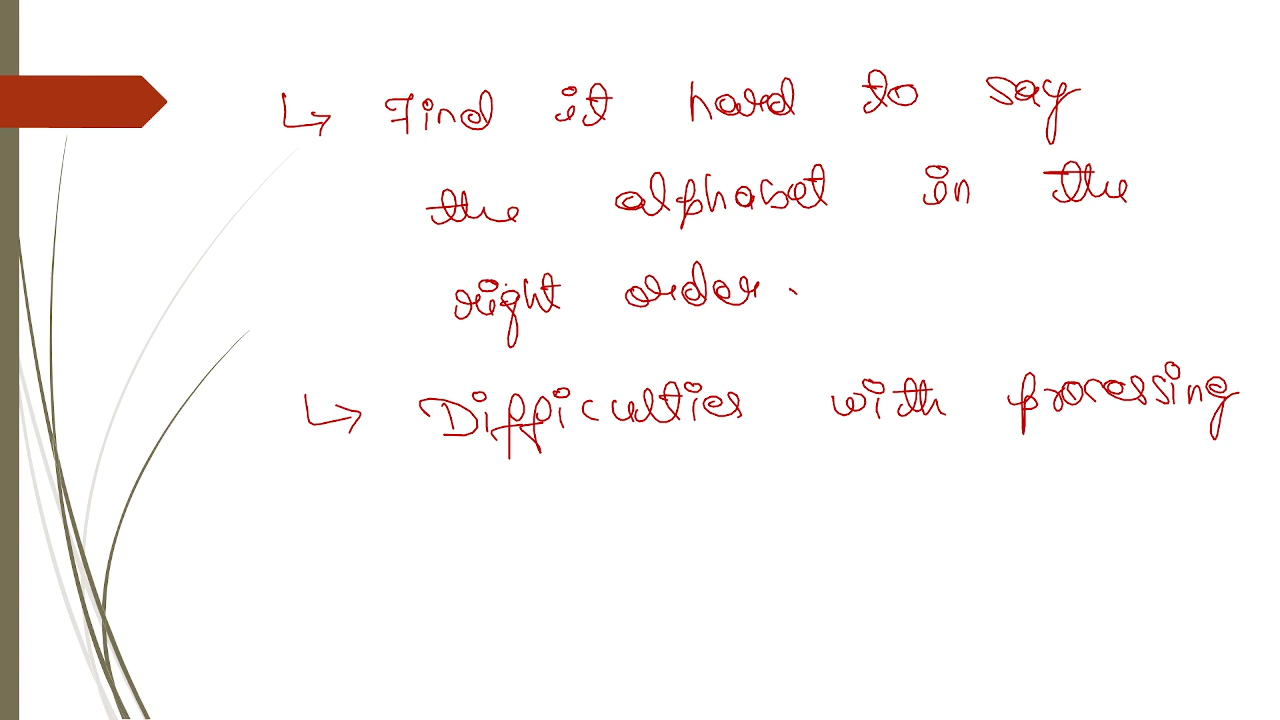 ↳ Find it hard to say
the alphabet in the
right order.
↳ Difficulties with processing